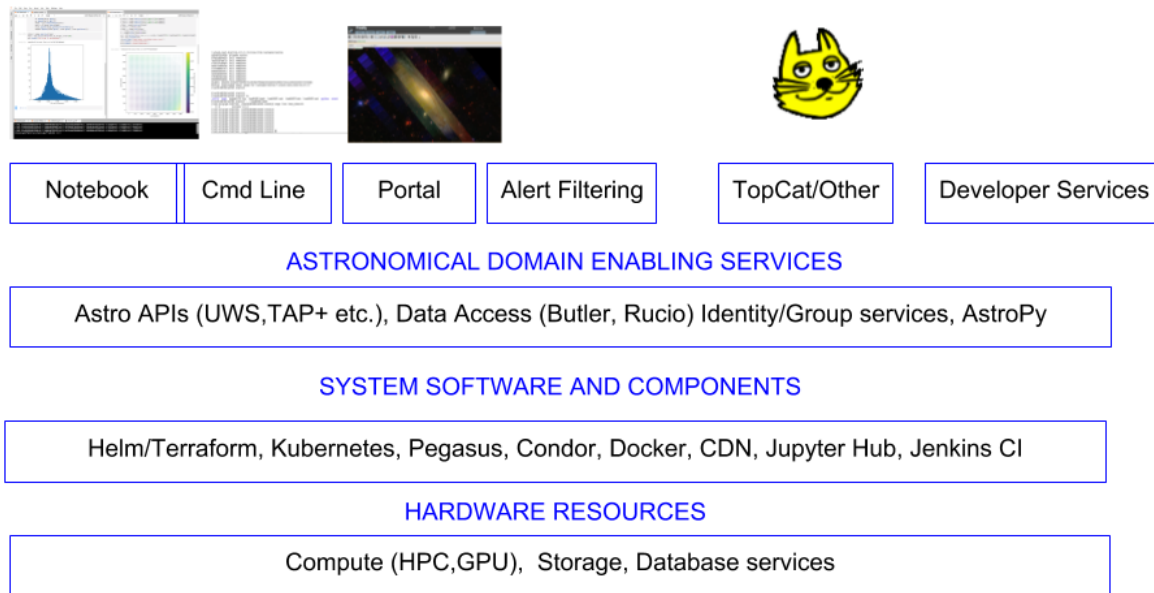 Notebook
Cmd Line
Portal
Alert Filtering
TopCat/Other
Developer Services
ASTRONOMICAL DOMAIN ENABLING SERVICES
Astro APIs (UWS,TAP+ etc.), Data Access (Butler, Rucio) Identity/Group services, AstroPy
SYSTEM SOFTWARE AND COMPONENTS
Helm/Terraform, Kubernetes, Pegasus, Condor, Docker, CDN, Jupyter Hub, Jenkins CI
HARDWARE RESOURCES
Compute (HPC,GPU),  Storage, Database services